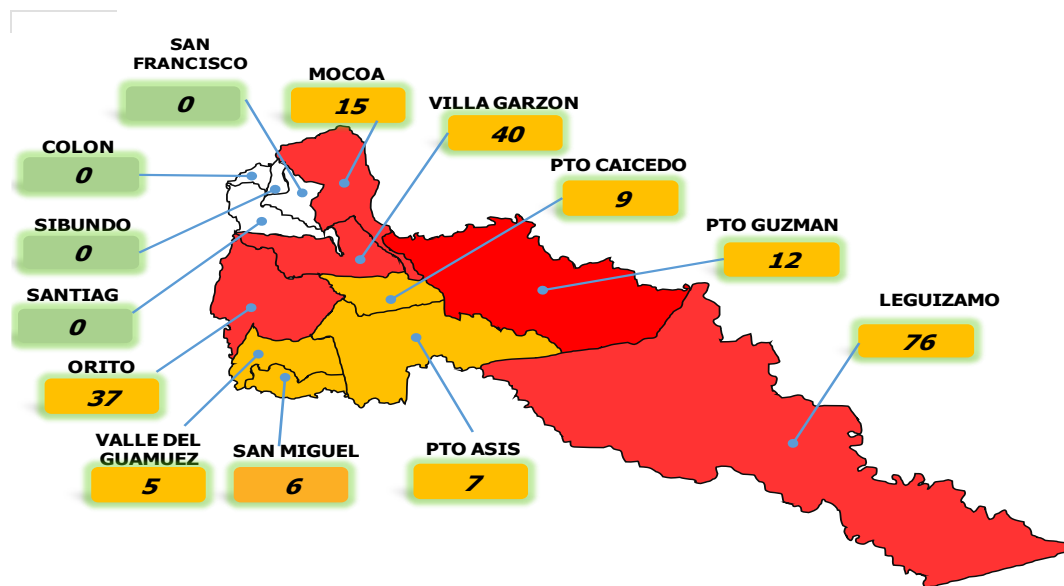 SAN
FRANCISCO
0
MOCOA
15
VILLA GARZON
40
COLON
0
PTO CAICEDO
9
SIBUNDO
0
PTO GUZMAN
12
SANTIAG
0
LEGUIZAMO
76
ORITO
37
VALLE DEL
GUAMUEZ
5
SAN MIGUEL
6
PTO ASIS
7